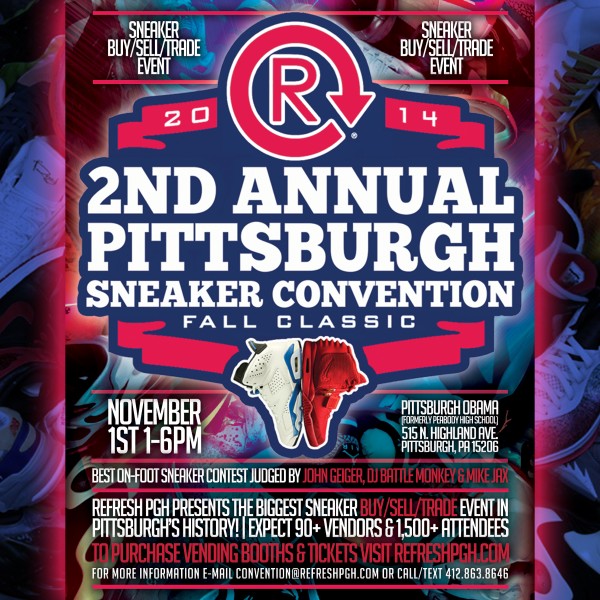 SNEAKER
BUY/SELL/TRADE
EVENT
SNEAKER
BUY/SELL/TRADE
EVENT
R
®
20 14
2ND ANNUAL
PITTSBURGH
SNEAKER CONVENTION
FALL CLASSIC
NOVEMBER
1ST 1-6PM
PITTSBURGH OBAMA
(FORMERLY PEABODY HIGH SCHOOL)
515 N. HIGHLAND AVE.
PITTSBURGH, PA 15206
BEST ON-FOOT SNEAKER CONTEST JUDGED BY JOHN GEIGER, DJ BATTLE MONKEY & MIKE JAX
REFRESH PGH PRESENTS THE BIGGEST SNEAKER BUY/SELL/TRADE EVENT IN
PITTSBURGH'S HISTORY! | EXPECT 90+ VENDORS & 1,500+ ATTENDEES
TO PURCHASE VENDING BOOTHS & TICKETS VISIT REFRESHPGH.COM
FOR MORE INFORMATION E-MAIL CONVENTION@REFRESHPGH.COM OR CALL/TEXT 412.863.8646